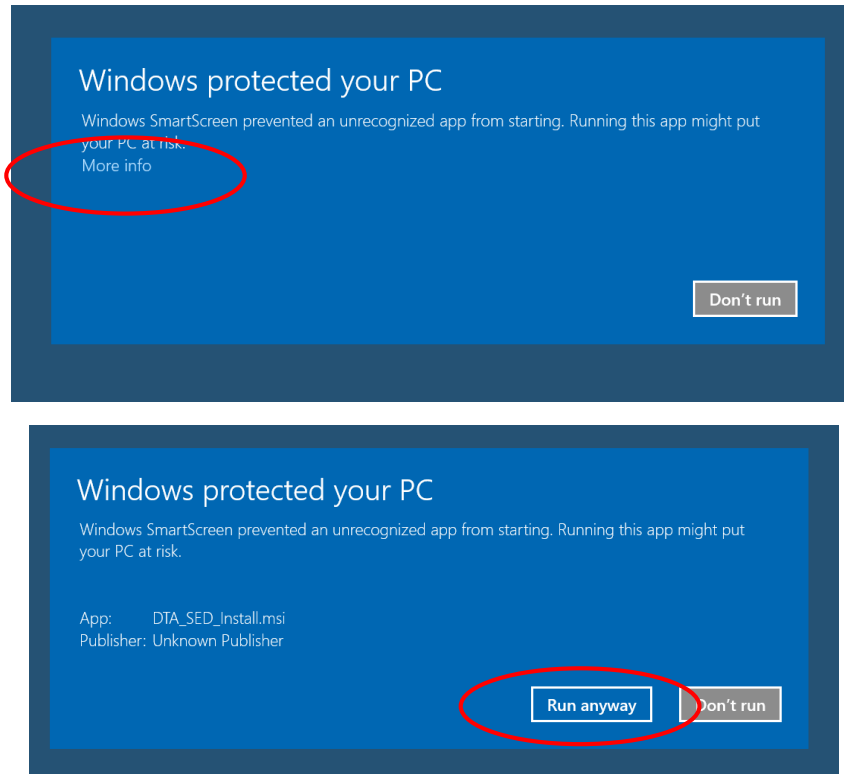 Windows protected your PC
Windows SmartScreen prevented an unrecognized app from starting. Running this app might put
your PC at risk.
More info
Don't run
Windows protected your PC
Windows SmartScreen prevented an unrecognized app from starting. Running this app might put
your PC at risk.
App: DTA_SED_Install.msi
Publisher: Unknown Publisher
Run anyway Don't run